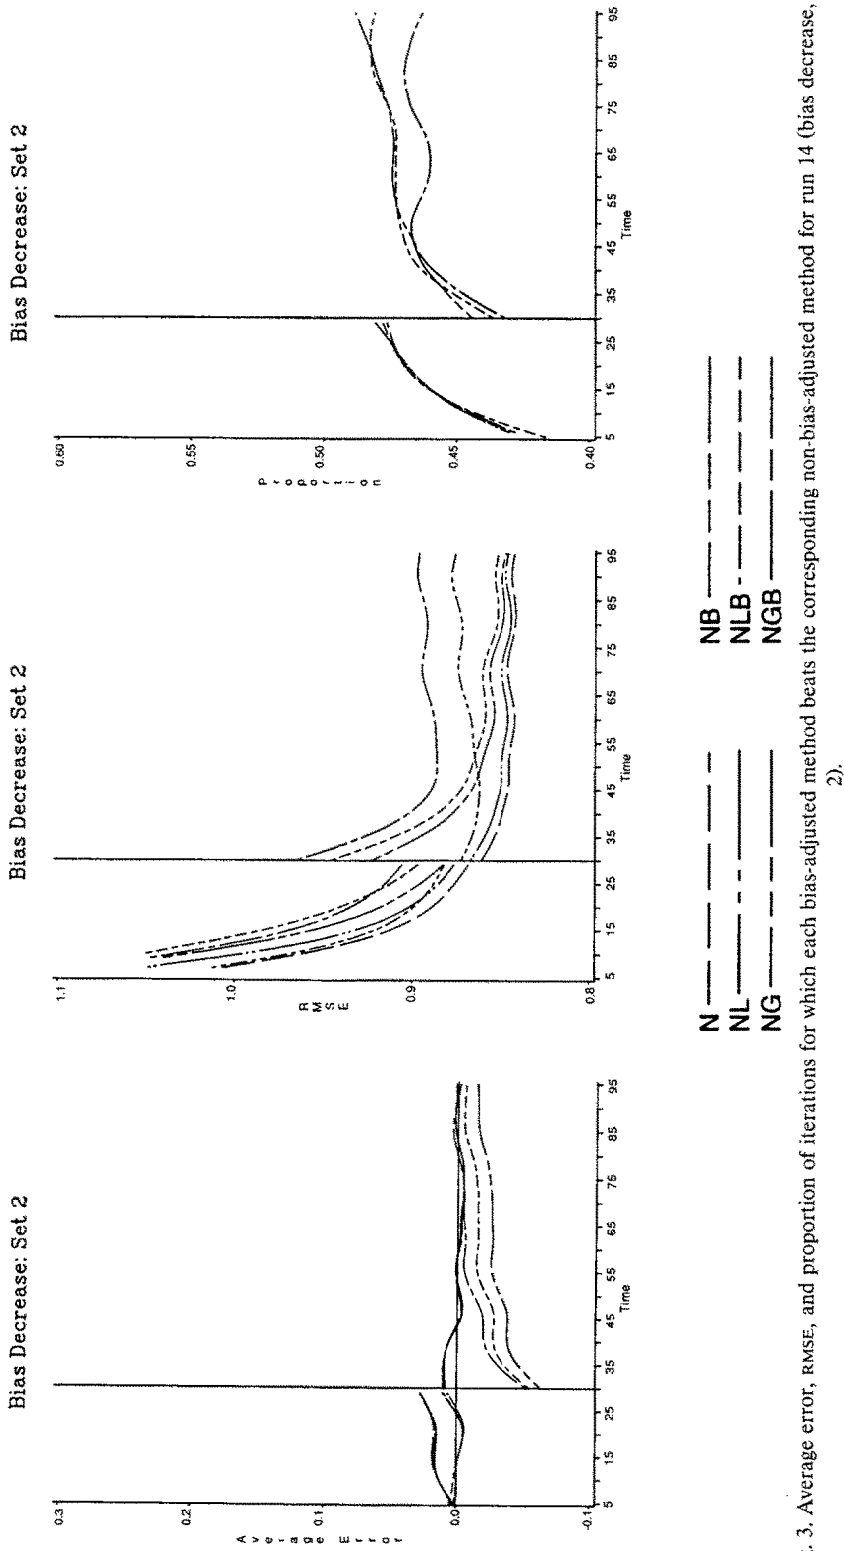 Bias Decrease: Set 2
0.3
0.2
0.1
0.0
-0.1
Average Error
5 15 25 35 45 55 65 75 85 95
Time
Bias Decrease: Set 2
1.1
1.0
0.9
0.8
RMSE
5 15 25 35 45 55 65 75 85 95
Time
Bias Decrease: Set 2
0.60
0.55
0.50
0.45
0.40
Proportion
5 15 25 35 45 55 65 75 85 95
Time
N
NL
NG
NB
NLB
NGB
. 3. Average error, RMSE, and proportion of iterations for which each bias-adjusted method beats the corresponding non-bias-adjusted method for run 14 (bias decrease,
2).